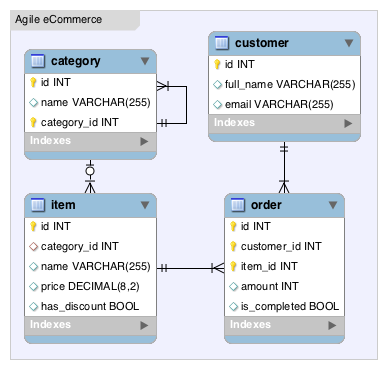 Agile eCommerce
category
id INT
name VARCHAR(255)
category_id INT
Indexes
customer
id INT
full_name VARCHAR(255)
email VARCHAR(255)
Indexes
item
id INT
category_id INT
name VARCHAR(255)
price DECIMAL(8,2)
has_discount BOOL
Indexes
order
id INT
customer_id INT
item_id INT
amount INT
is_completed BOOL
Indexes